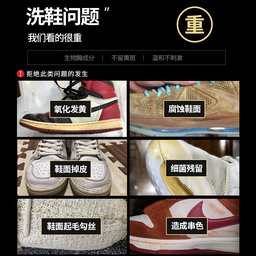 洗鞋问题"
重
我们看的很重
生物酶成分 不留黄斑 温和不刺激
! 拒绝此类问题的发生
氧化发黄
腐蚀鞋面
鞋面掉皮
细菌残留
鞋面起毛勾丝
造成串色